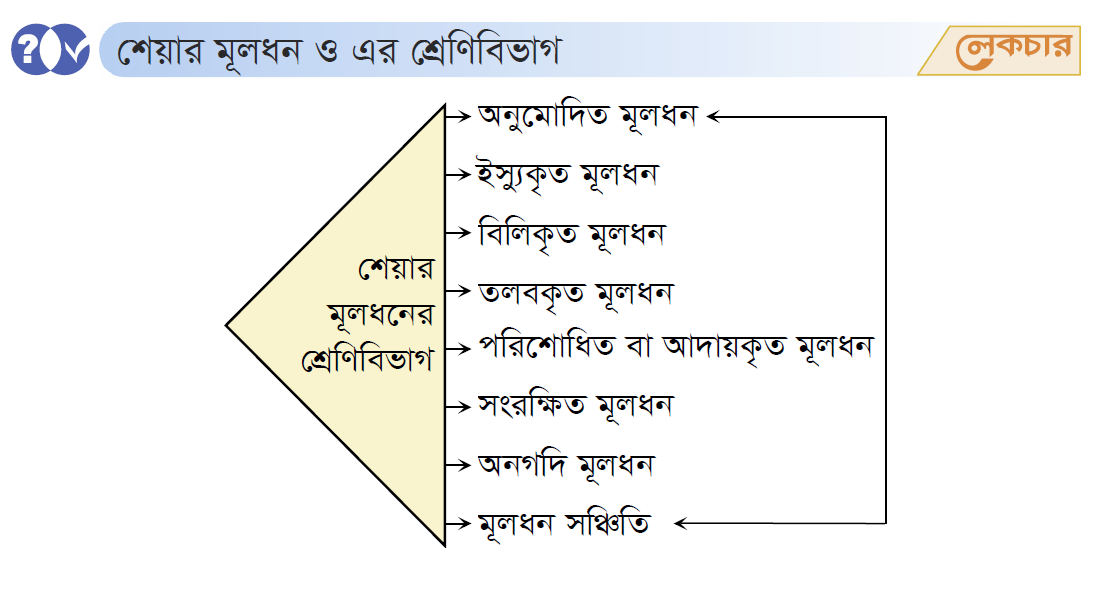 শেয়ার মূলধন ও এর শ্রেণিবিভাগ
লেকচার
অনুমোদিত মূলধন
ইস্যুকৃত মূলধন
বিলিকৃত মূলধন
শেয়ার
মূলধনের
শ্রেণিবিভাগ
তলবকৃত মূলধন
পরিশোধিত বা আদায়কৃত মূলধন
সংরক্ষিত মূলধন
অনগদি মূলধন
মূলধন সঞ্চিতি